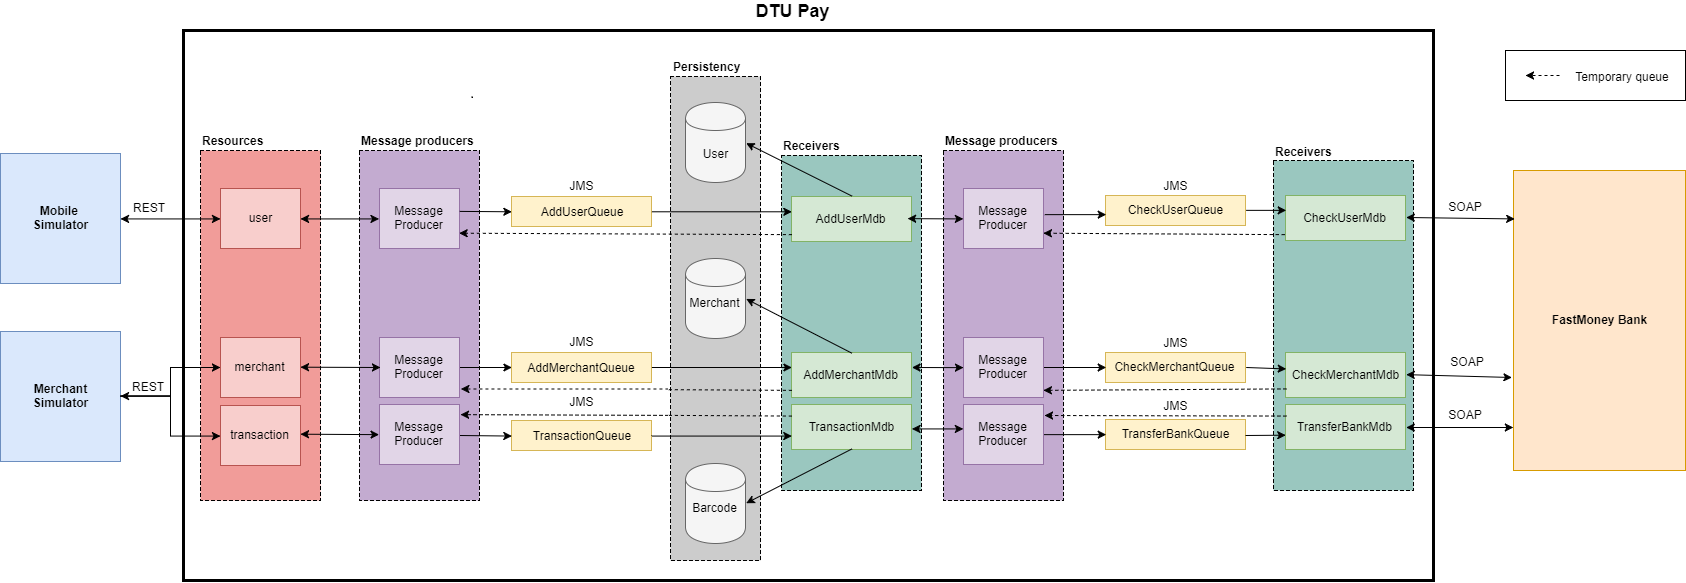 DTU Pay
Temporary queue
Persistency
Resources
Message producers
Receivers
Message producers
Receivers
User
Mobile
Simulator
REST
user
Message
Producer
JMS
AddUserQueue
AddUserMdb
Message
Producer
JMS
CheckUserQueue
CheckUserMdb
SOAP
Merchant
FastMoney Bank
Merchant
Simulator
REST
merchant
Message
Producer
JMS
AddMerchantQueue
AddMerchantMdb
Message
Producer
JMS
CheckMerchantQueue
CheckMerchantMdb
SOAP
transaction
Message
Producer
JMS
TransactionQueue
TransactionMdb
Message
Producer
JMS
TransferBankQueue
TransferBankMdb
SOAP
Barcode